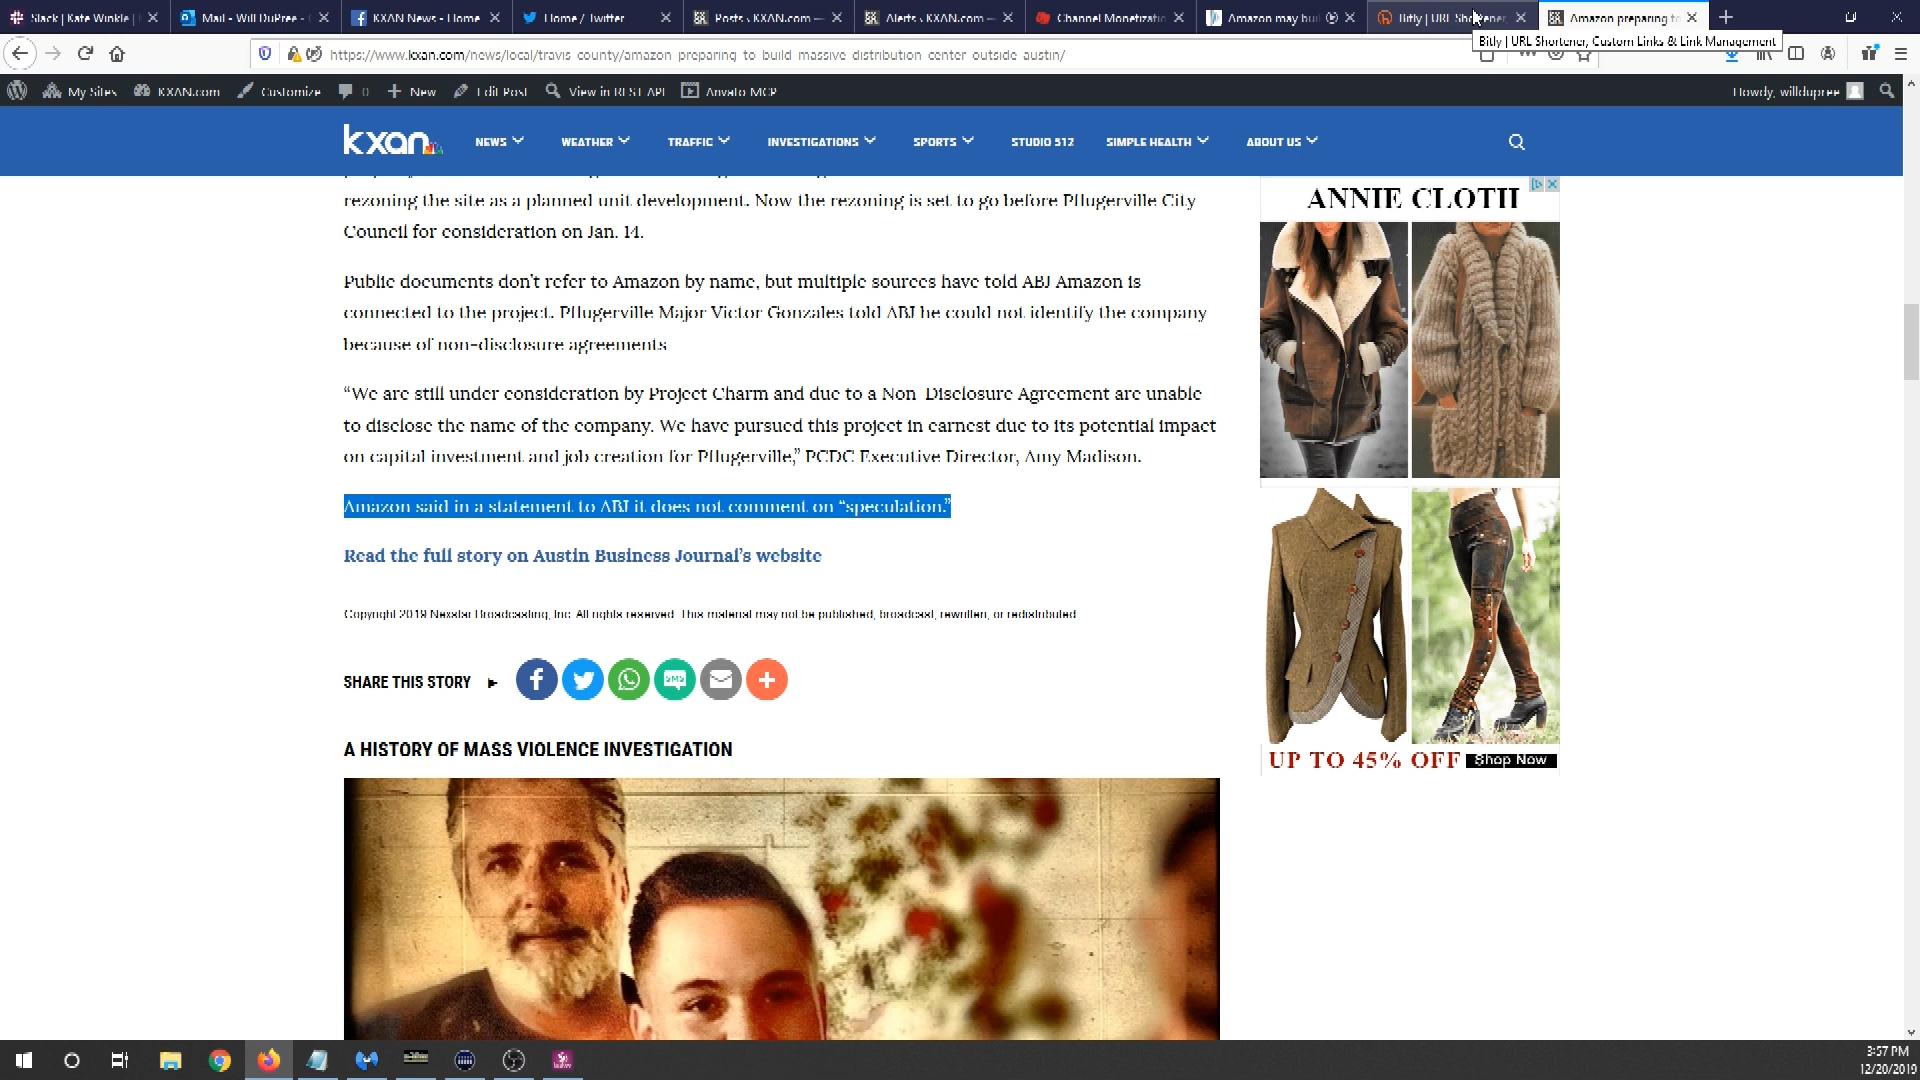 Slack | Kate Winkle |
Mail - Will DuPree -
KXAN News - Home
Home / Twitter
Posts ‹ KXAN.com —
Alerts ‹ KXAN.com —
Channel Monetizatio
Amazon may bui
Bitly | URL Shortener,
Amazon preparing to
Bitly | URL Shortener, Custom Links & Link Management
https://www.kxan.com/news/local/travis-county/amazon-preparing-to-build-massive-distribution-center-outside-austin/
My Sites
KXAN.com
Customize
0
New
Edit Post
View in REST API
Anvato MCP
Howdy, willdupree
kxan
NEWS
WEATHER
TRAFFIC
INVESTIGATIONS
SPORTS
STUDIO 512
SIMPLE HEALTH
ABOUT US
rezoning the site as a planned unit development. Now the rezoning is set to go before Pflugerville City
Council for consideration on Jan. 14.
Public documents don't refer to Amazon by name, but multiple sources have told ABJ Amazon is
connected to the project. Pflugerville Major Victor Gonzales told ABJ he could not identify the company
because of non-disclosure agreements
“We are still under consideration by Project Charm and due to a Non-Disclosure Agreement are unable
to disclose the name of the company. We have pursued this project in earnest due to its potential impact
on capital investment and job creation for Pflugerville,” PCDC Executive Director, Amy Madison.
Amazon said in a statement to ABJ it does not comment on “speculation.”
Read the full story on Austin Business Journal's website
Copyright 2019 Nexstar Broadcasting, Inc. All rights reserved. This material may not be published, broadcast, rewritten, or redistributed.
SHARE THIS STORY
SMS
A HISTORY OF MASS VIOLENCE INVESTIGATION
ANNIE CLOTH
UP TO 45% OFF
Shop Now
3:57 PM
12/20/2019